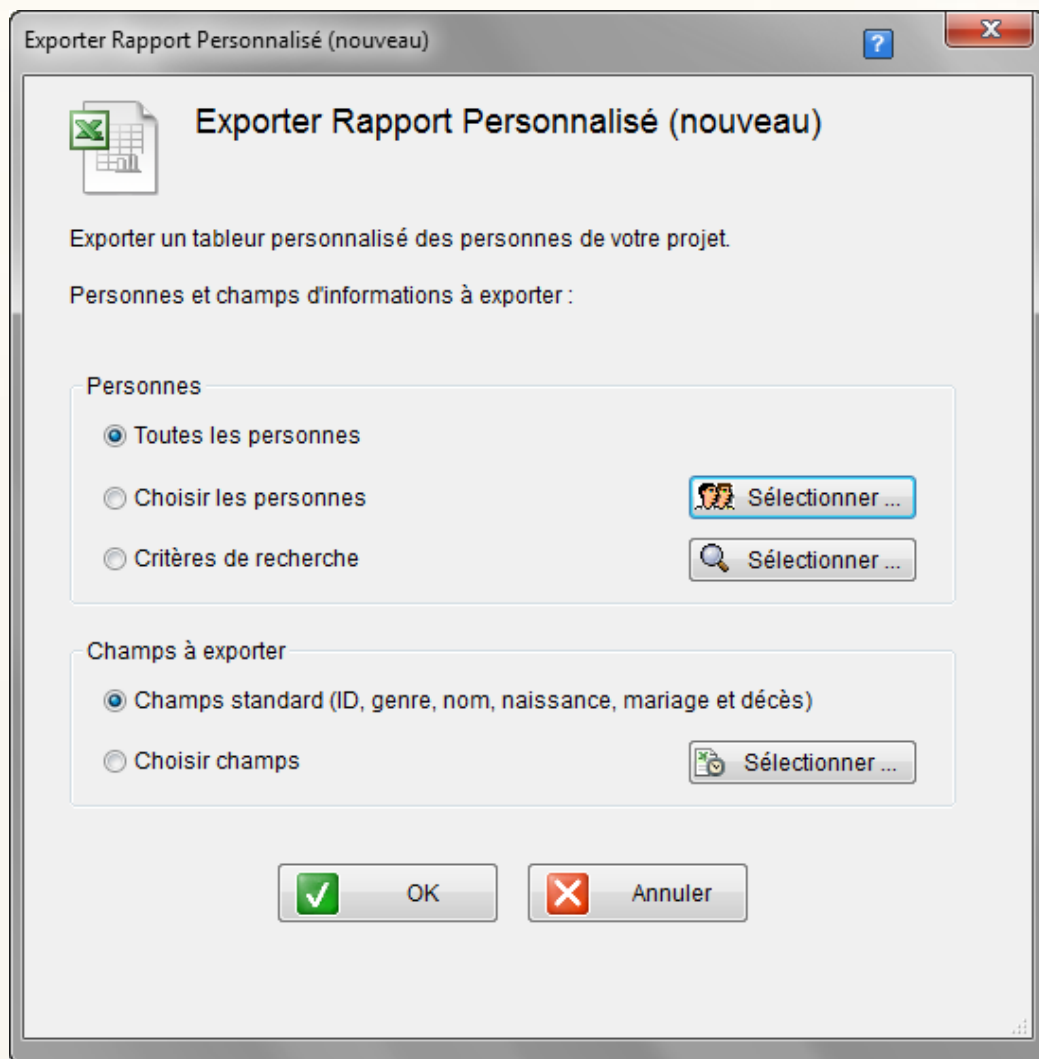 Exporter Rapport Personnalisé (nouveau)
Exporter Rapport Personnalisé (nouveau)
Exporter un tableur personnalisé des personnes de votre projet.
Personnes et champs d'informations à exporter :
Personnes
Toutes les personnes
Choisir les personnes Sélectionner ...
Critères de recherche Sélectionner ...
Champs à exporter
Champs standard (ID, genre, nom, naissance, mariage et décès)
Choisir champs Sélectionner ...
OK Annuler